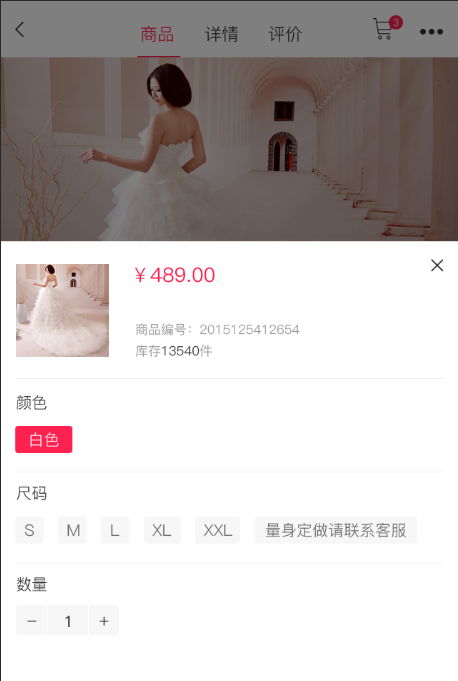 商品 详情 评价 3
¥ 489.00
商品编号：2015125412654
库存13540件
颜色
白色
尺码
S M L XL XXL 量身定做请联系客服
数量
− 1 +